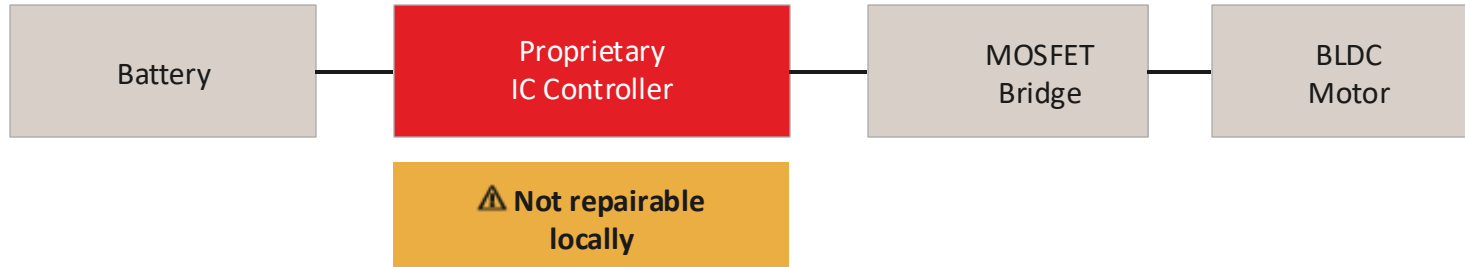 Battery
Proprietary
IC Controller
MOSFET
Bridge
BLDC
Motor
⚠ Not repairable
locally